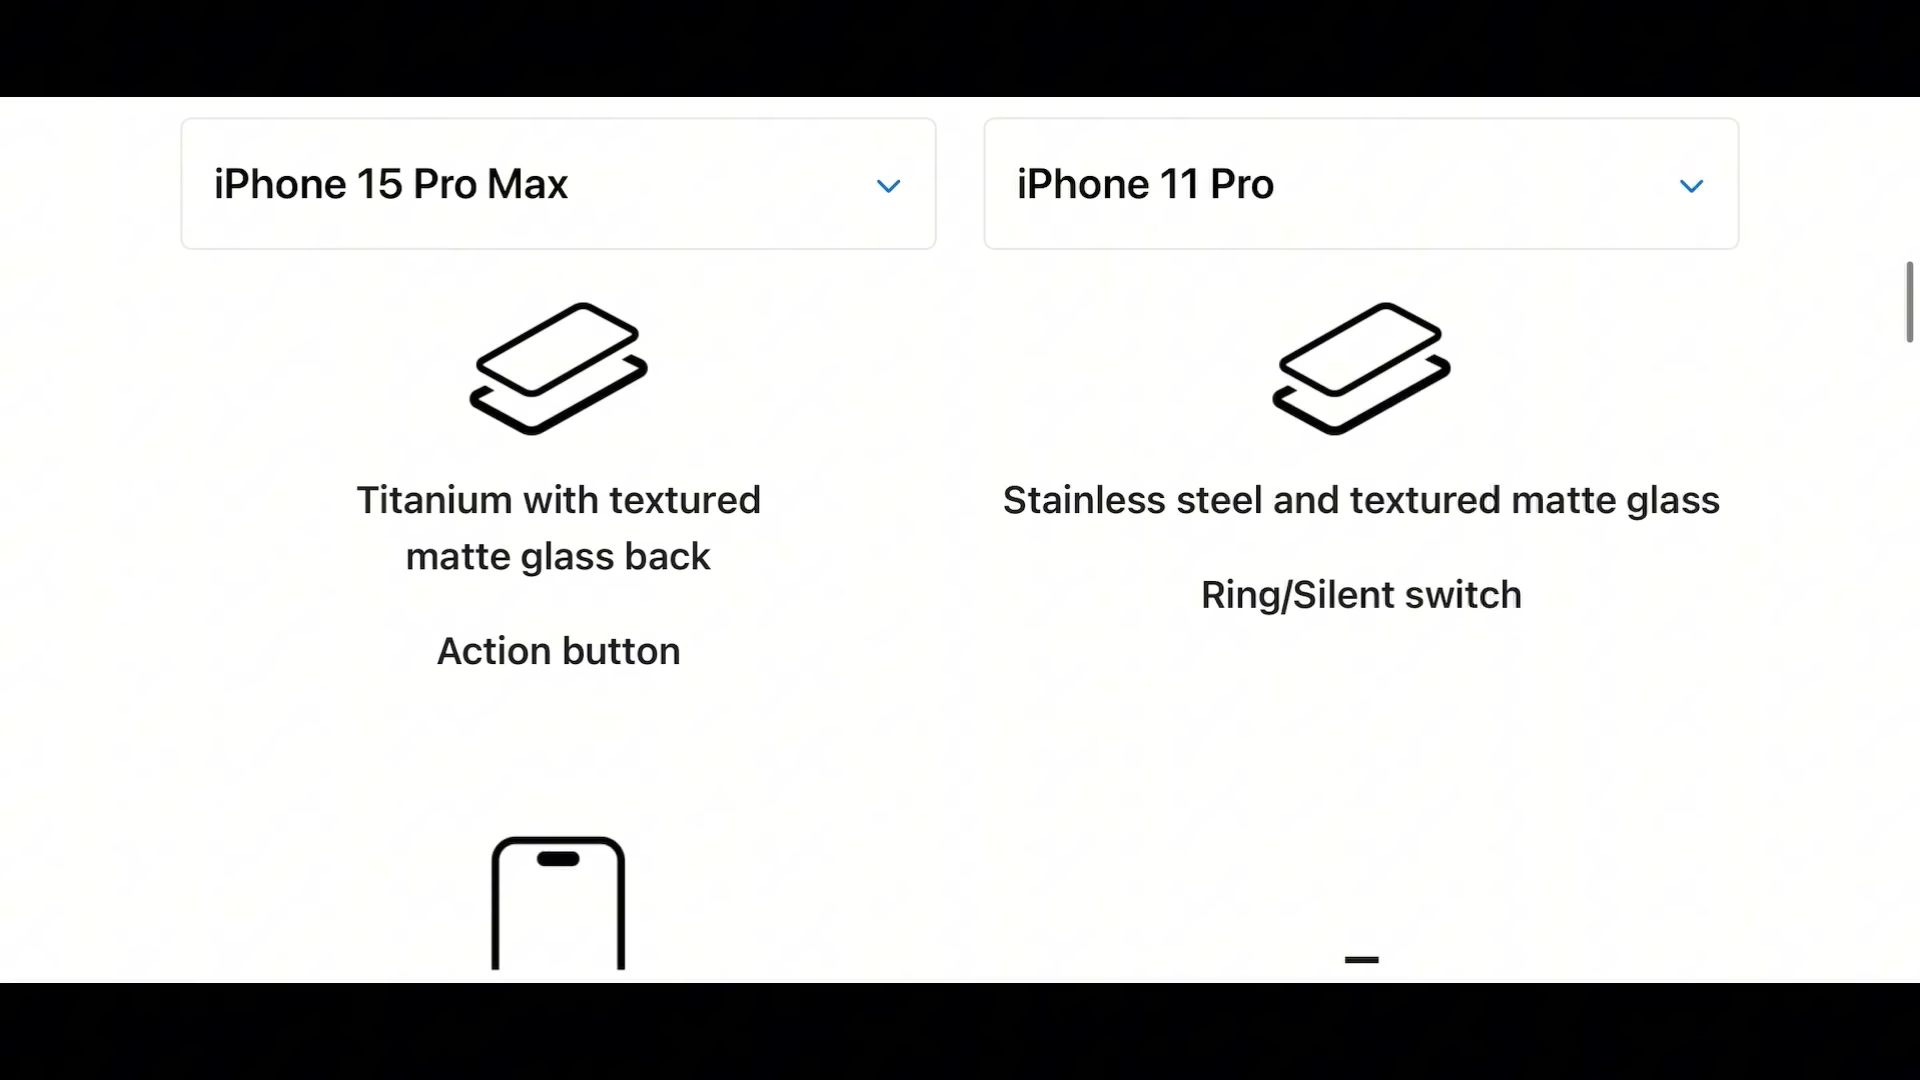 iPhone 15 Pro Max
iPhone 11 Pro
Titanium with textured
matte glass back
Action button
Stainless steel and textured matte glass
Ring/Silent switch